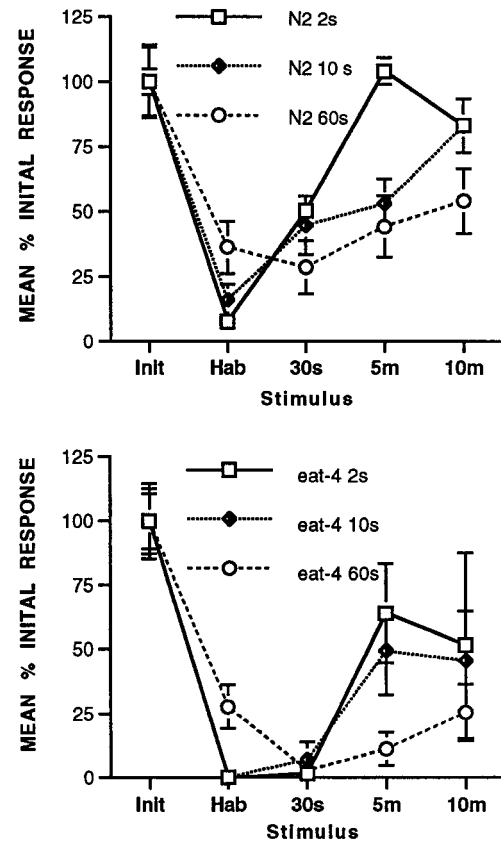 125
N2 2s
100
N2 10 s
75
N2 60s
50
25
0
MEAN % INITAL RESPONSE
Init Hab 30s 5m 10m
Stimulus
125
eat-4 2s
100
eat-4 10s
75
eat-4 60s
50
25
0
MEAN % INITAL RESPONSE
Init Hab 30s 5m 10m
Stimulus